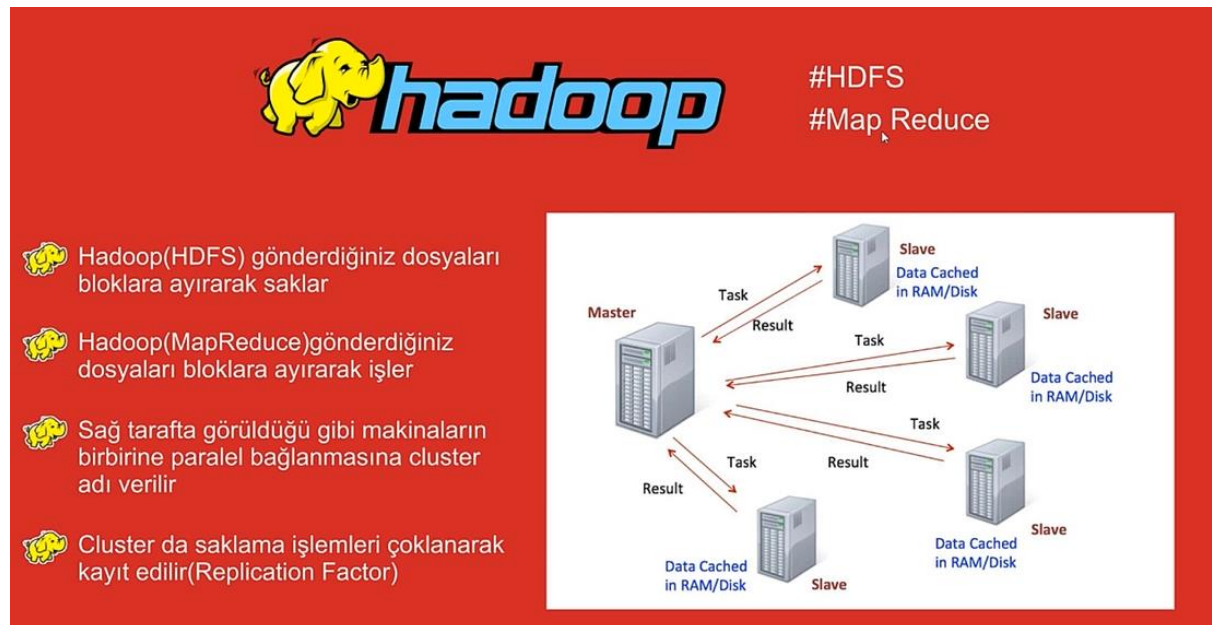 hadoop
#HDFS
#Map Reduce
Hadoop(HDFS) gönderdiğiniz dosyaları
bloklara ayırarak saklar
Hadoop(MapReduce)gönderdiğiniz
dosyaları bloklara ayırarak işler
Sağ tarafta görüldüğü gibi makinaların
birbirine paralel bağlanmasına cluster
adı verilir
Cluster da saklama işlemleri çoklanarak
kayıt edilir(Replication Factor)
Master
Task
Result
Slave
Data Cached
in RAM/Disk
Task
Result
Slave
Data Cached
in RAM/Disk
Task
Result
Slave
Data Cached
in RAM/Disk
Task
Result
Slave
Data Cached
in RAM/Disk